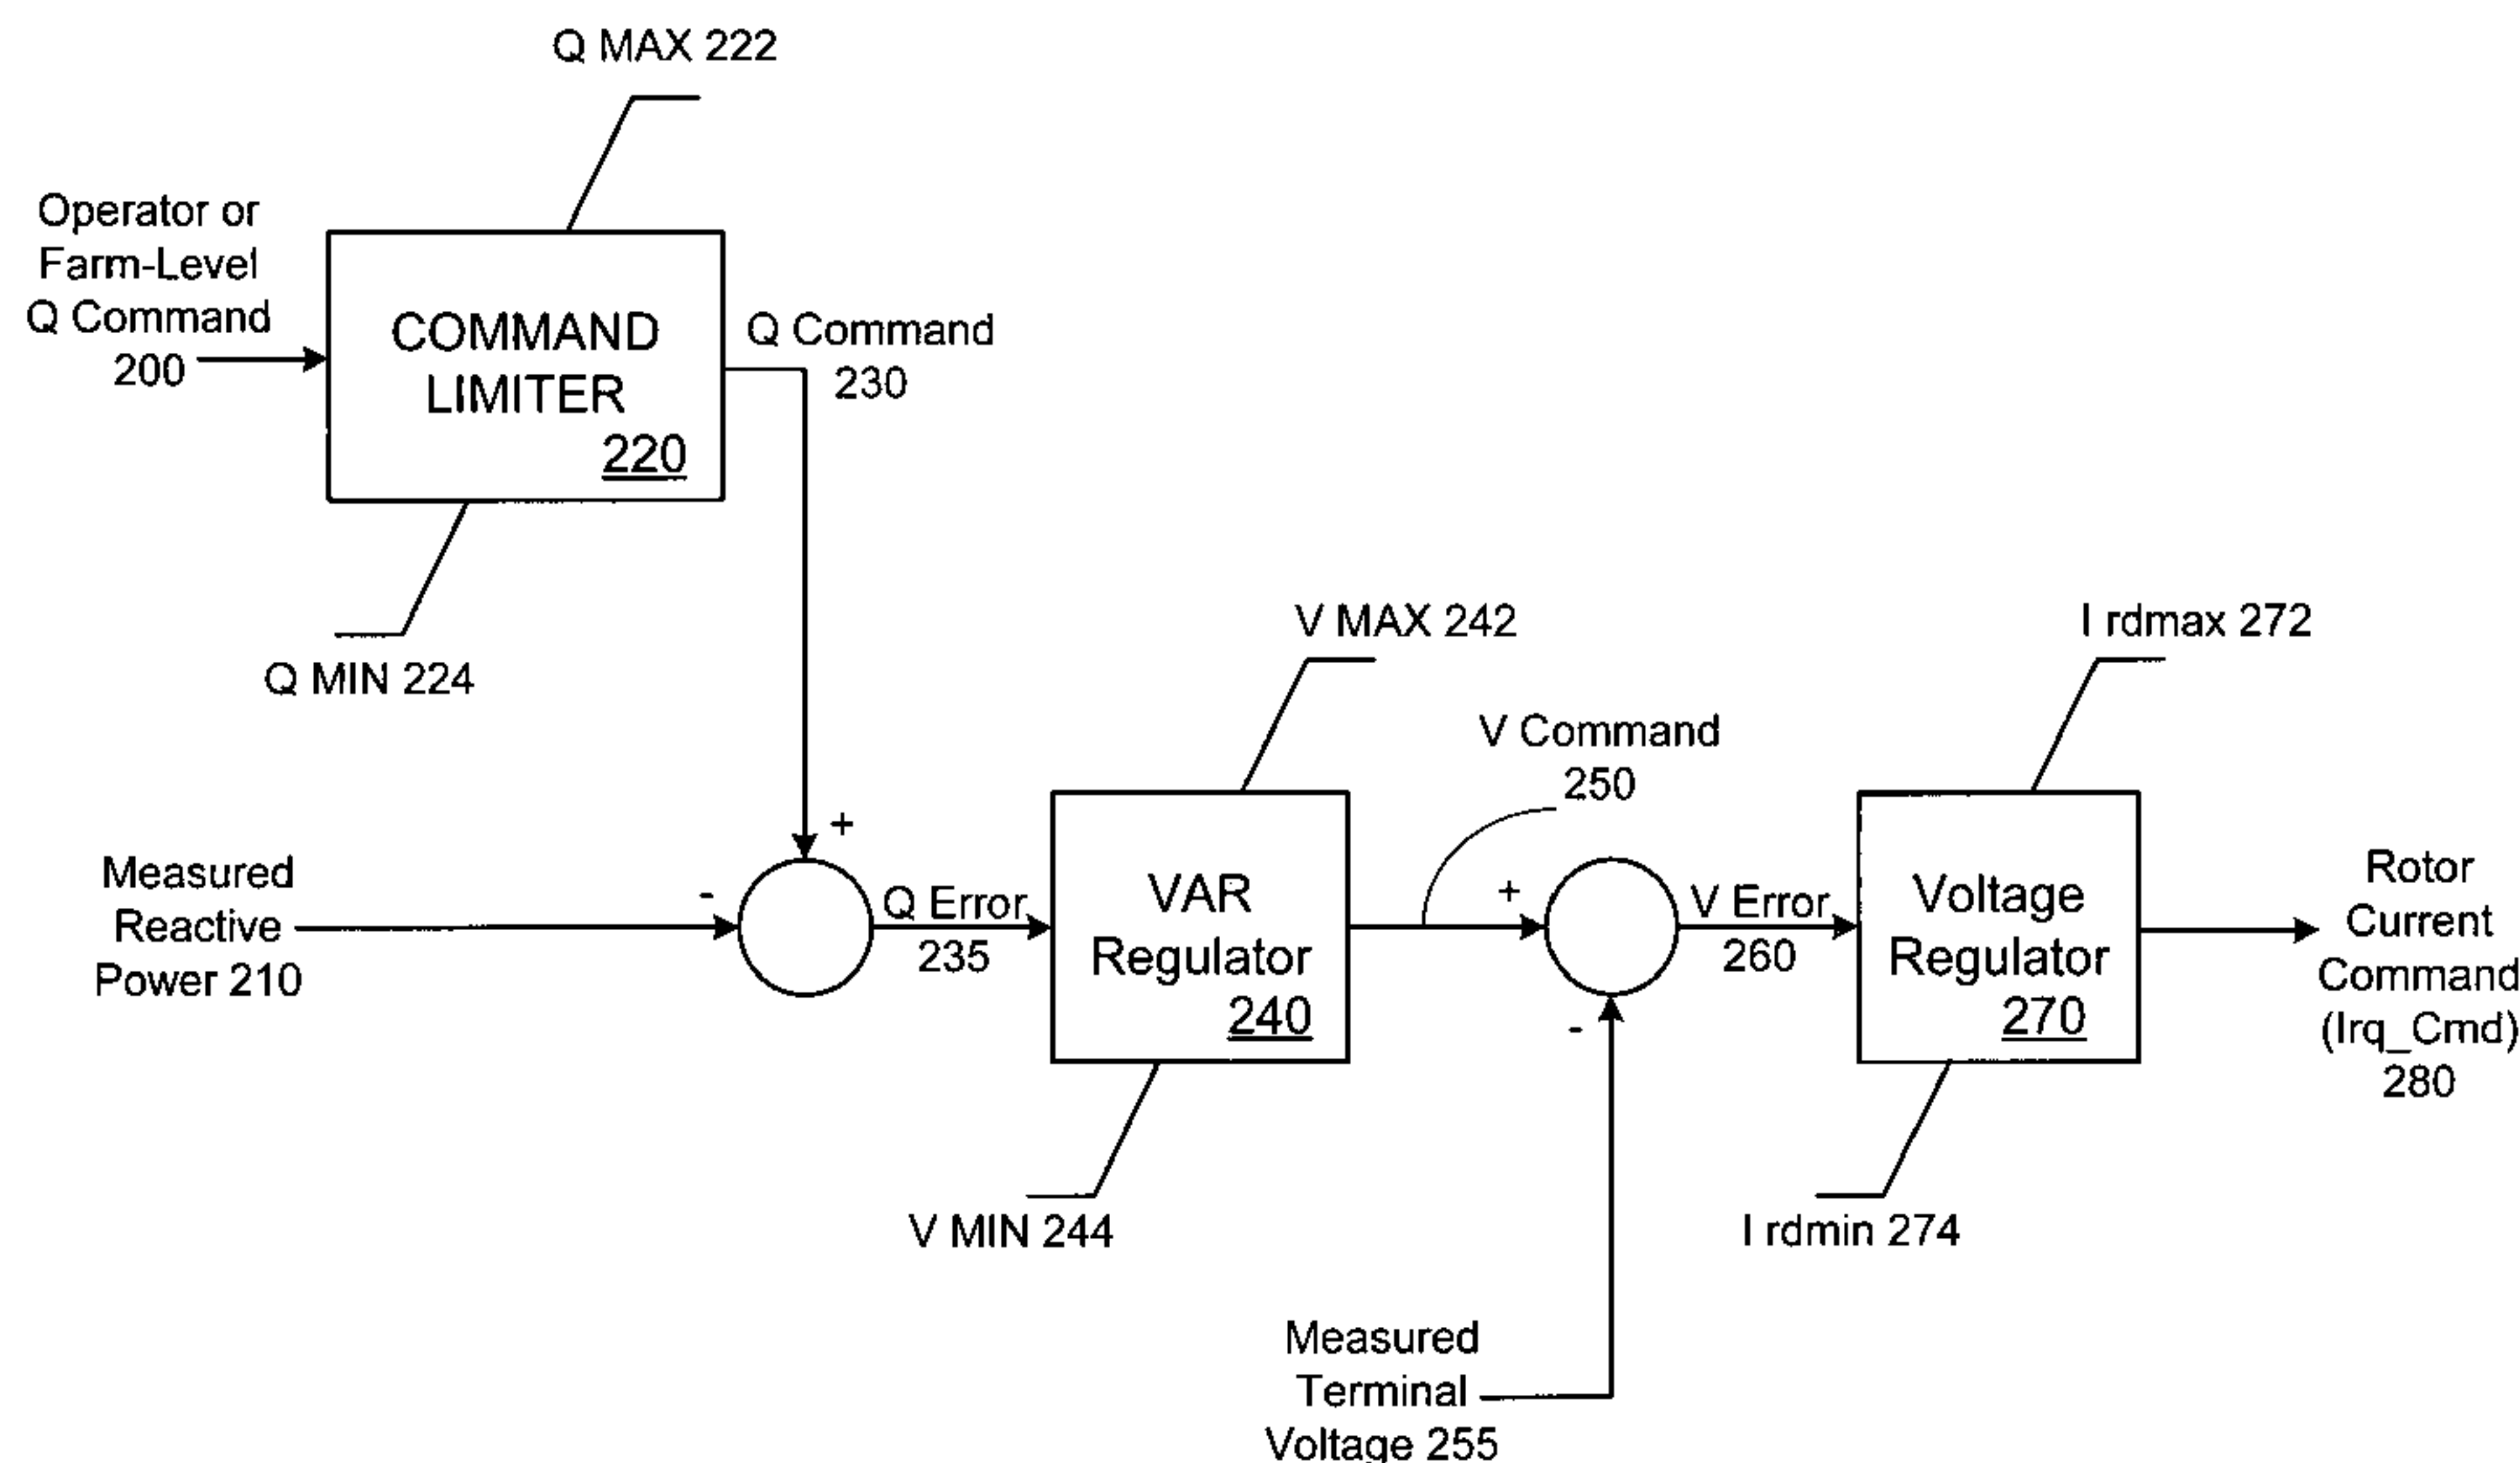 Q MAX 222
Operator or
Farm-Level
Q Command
200
COMMAND
LIMITER
220
Q Command
230
Q MIN 224
V MAX 242
I rdmax 272
V Command
250
+
Measured
Reactive
Power 210
-
Q Error
235
VAR
Regulator
240
+
-
V Error
260
Voltage
Regulator
270
Rotor
Current
Command
(Irq_Cmd)
280
V MIN 244
I rdmin 274
Measured
Terminal
Voltage 255